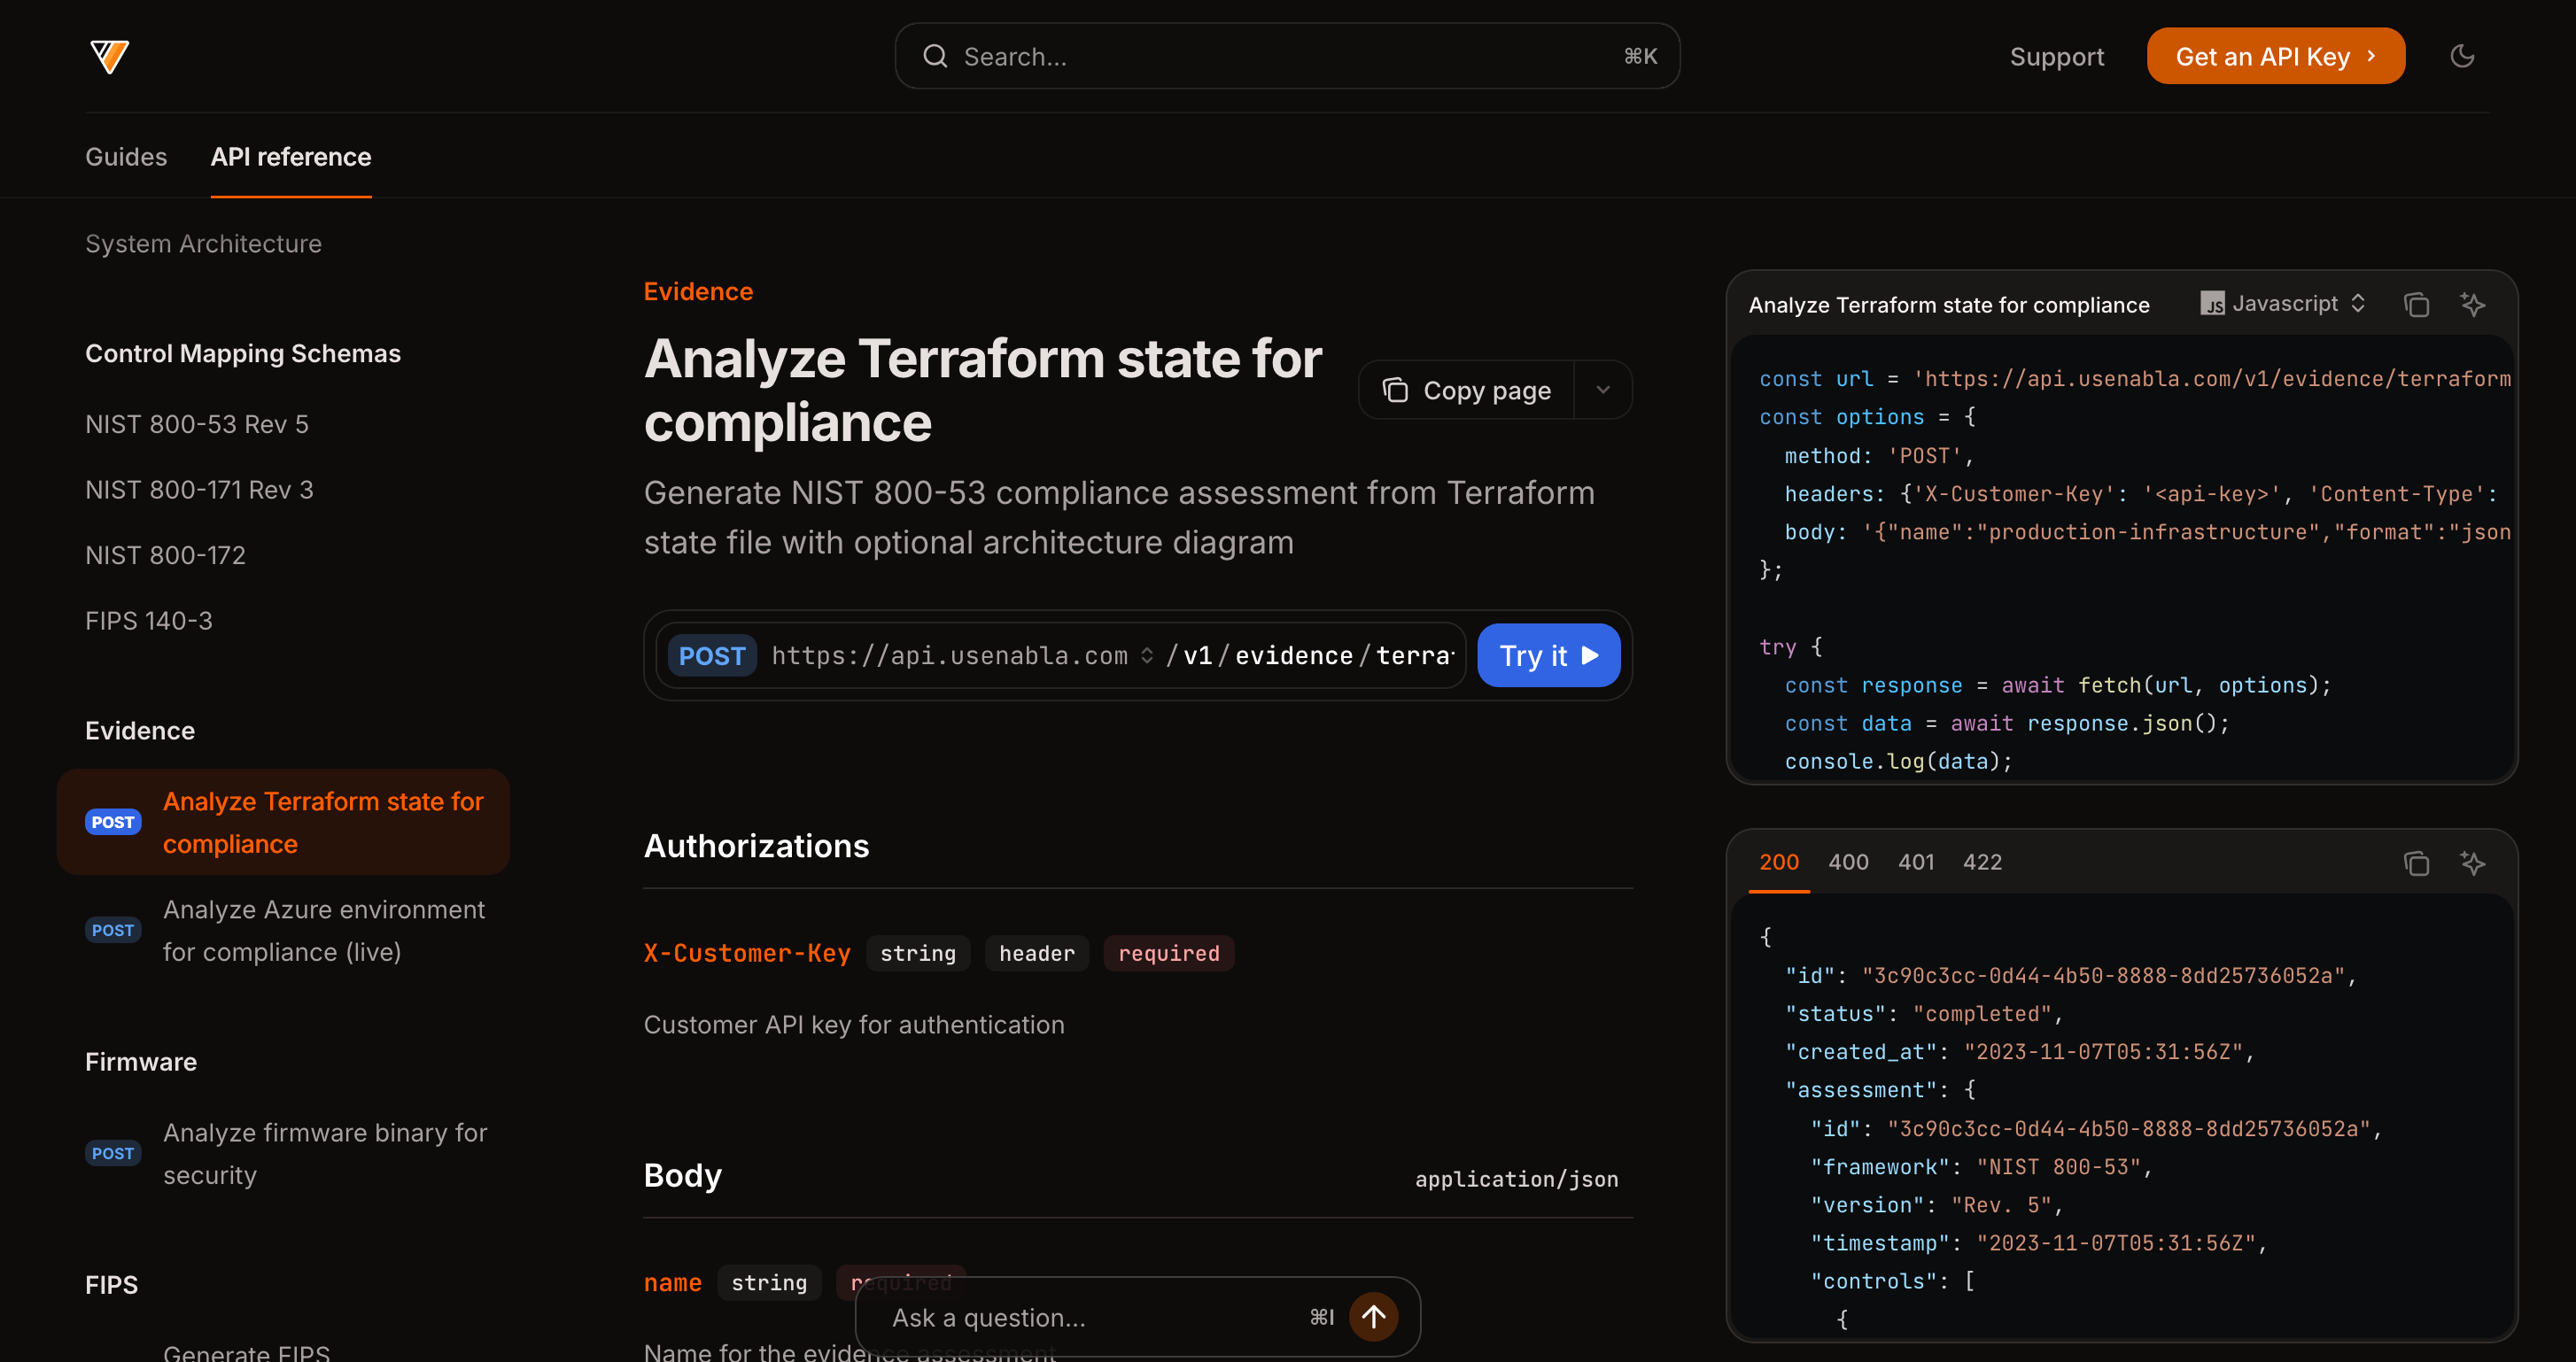 Search...
⌘K
Support
Get an API Key
Guides
API reference
System Architecture
Control Mapping Schemas
NIST 800-53 Rev 5
NIST 800-171 Rev 3
NIST 800-172
FIPS 140-3
Evidence
POST
Analyze Terraform state for
compliance
POST
Analyze Azure environment
for compliance (live)
Firmware
POST
Analyze firmware binary for
security
FIPS
Generate FIPS
Evidence
Analyze Terraform state for
compliance
Copy page
Generate NIST 800-53 compliance assessment from Terraform
state file with optional architecture diagram
POST https://api.usenabla.com /v1/evidence/terra
Try it
Authorizations
X-Customer-Key string header required
Customer API key for authentication
Body
application/json
name string required
Name for the evidence assessment
Ask a question...
⌘I
Analyze Terraform state for compliance
JS Javascript
const url = 'https://api.usenabla.com/v1/evidence/terraform
const options = {
method: 'POST',
headers: {'X-Customer-Key': '<api-key>', 'Content-Type':
body: '{"name":"production-infrastructure","format":"json
};
try {
const response = await fetch(url, options);
const data = await response.json();
console.log(data);
200 400 401 422
{
"id": "3c90c3cc-0d44-4b50-8888-8dd25736052a",
"status": "completed",
"created_at": "2023-11-07T05:31:56Z",
"assessment": {
"id": "3c90c3cc-0d44-4b50-8888-8dd25736052a",
"framework": "NIST 800-53",
"version": "Rev. 5",
"timestamp": "2023-11-07T05:31:56Z",
"controls": [
{